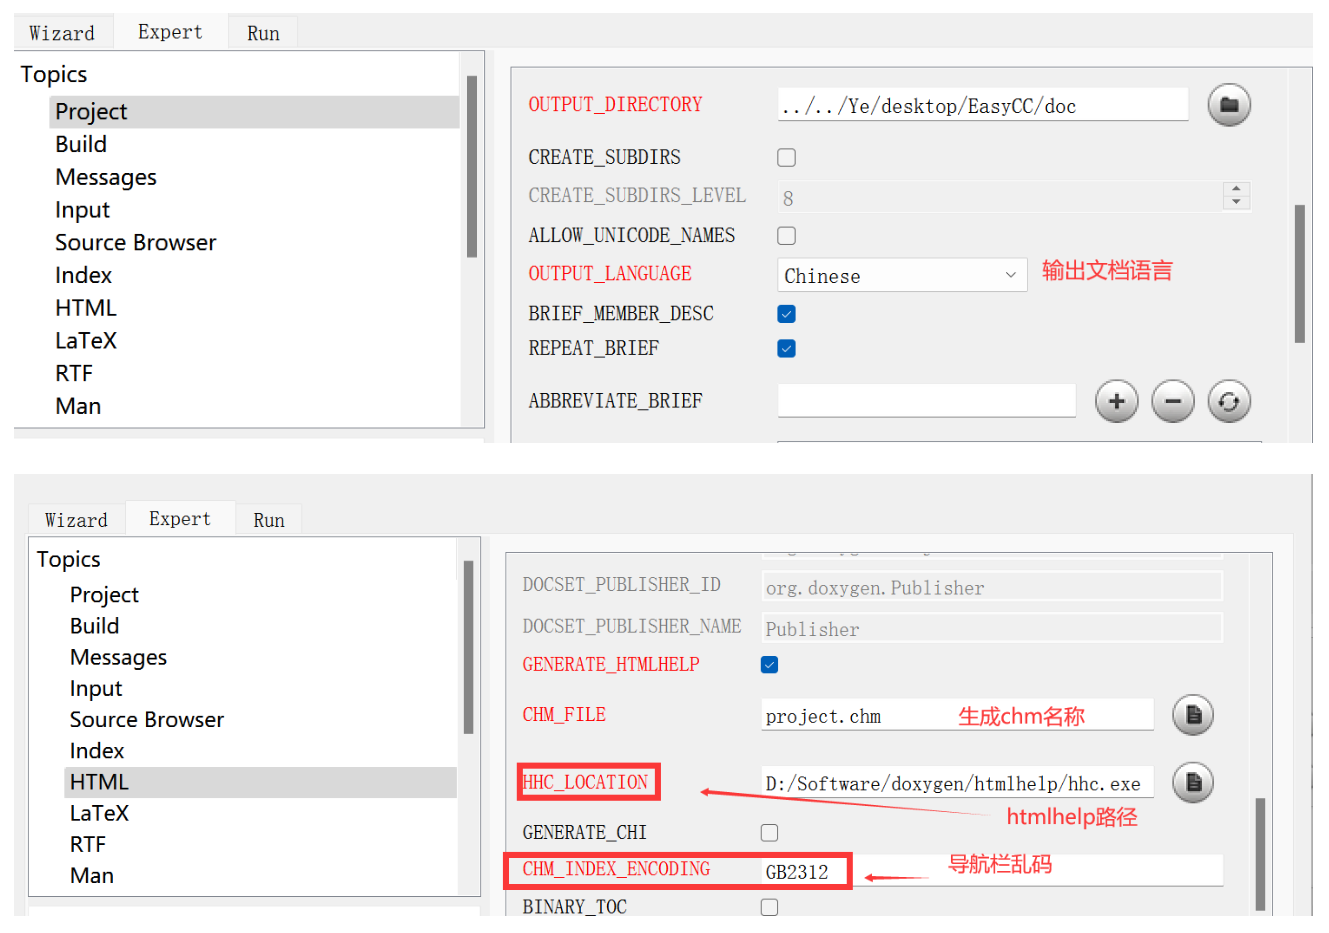 Wizard Expert Run
Topics
Project
Build
Messages
Input
Source Browser
Index
HTML
LaTeX
RTF
Man
OUTPUT_DIRECTORY ../../Ye/desktop/EasyCC/doc
CREATE_SUBDIRS
CREATE_SUBDIRS_LEVEL 8
ALLOW_UNICODE_NAMES
OUTPUT_LANGUAGE Chinese 输出文档语言
BRIEF_MEMBER_DESC
REPEAT_BRIEF
ABBREVIATE_BRIEF
Wizard Expert Run
Topics
Project
Build
Messages
Input
Source Browser
Index
HTML
LaTeX
RTF
Man
DOCSET_PUBLISHER_ID org.doxygen.Publisher
DOCSET_PUBLISHER_NAME Publisher
GENERATE_HTMLHELP
CHM_FILE project.chm 生成chm名称
HHC_LOCATION D:/Software/doxygen/htmlhelp/hhc.exe
htmlhelp路径
GENERATE_CHI
CHM_INDEX_ENCODING GB2312 导航栏乱码
BINARY_TOC